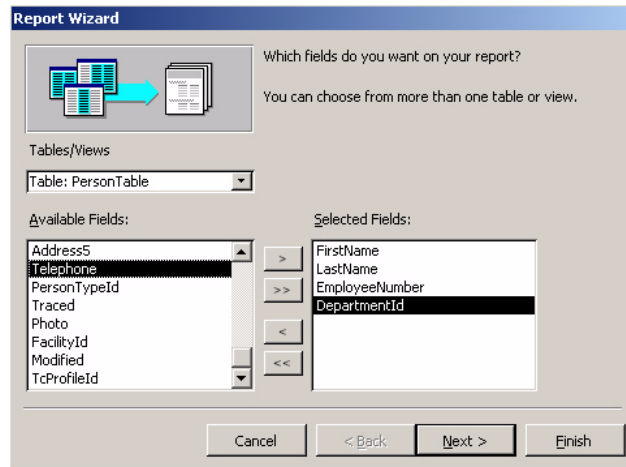 Report Wizard
Which fields do you want on your report?
You can choose from more than one table or view.
Tables/Views
Table: PersonTable
Available Fields:
Address5
Telephone
PersonTypeId
Traced
Photo
FacilityId
Modified
TcProfileId
>
>>
<
<<
Selected Fields:
FirstName
LastName
EmployeeNumber
DepartmentId
Cancel
< Back
Next >
Finish